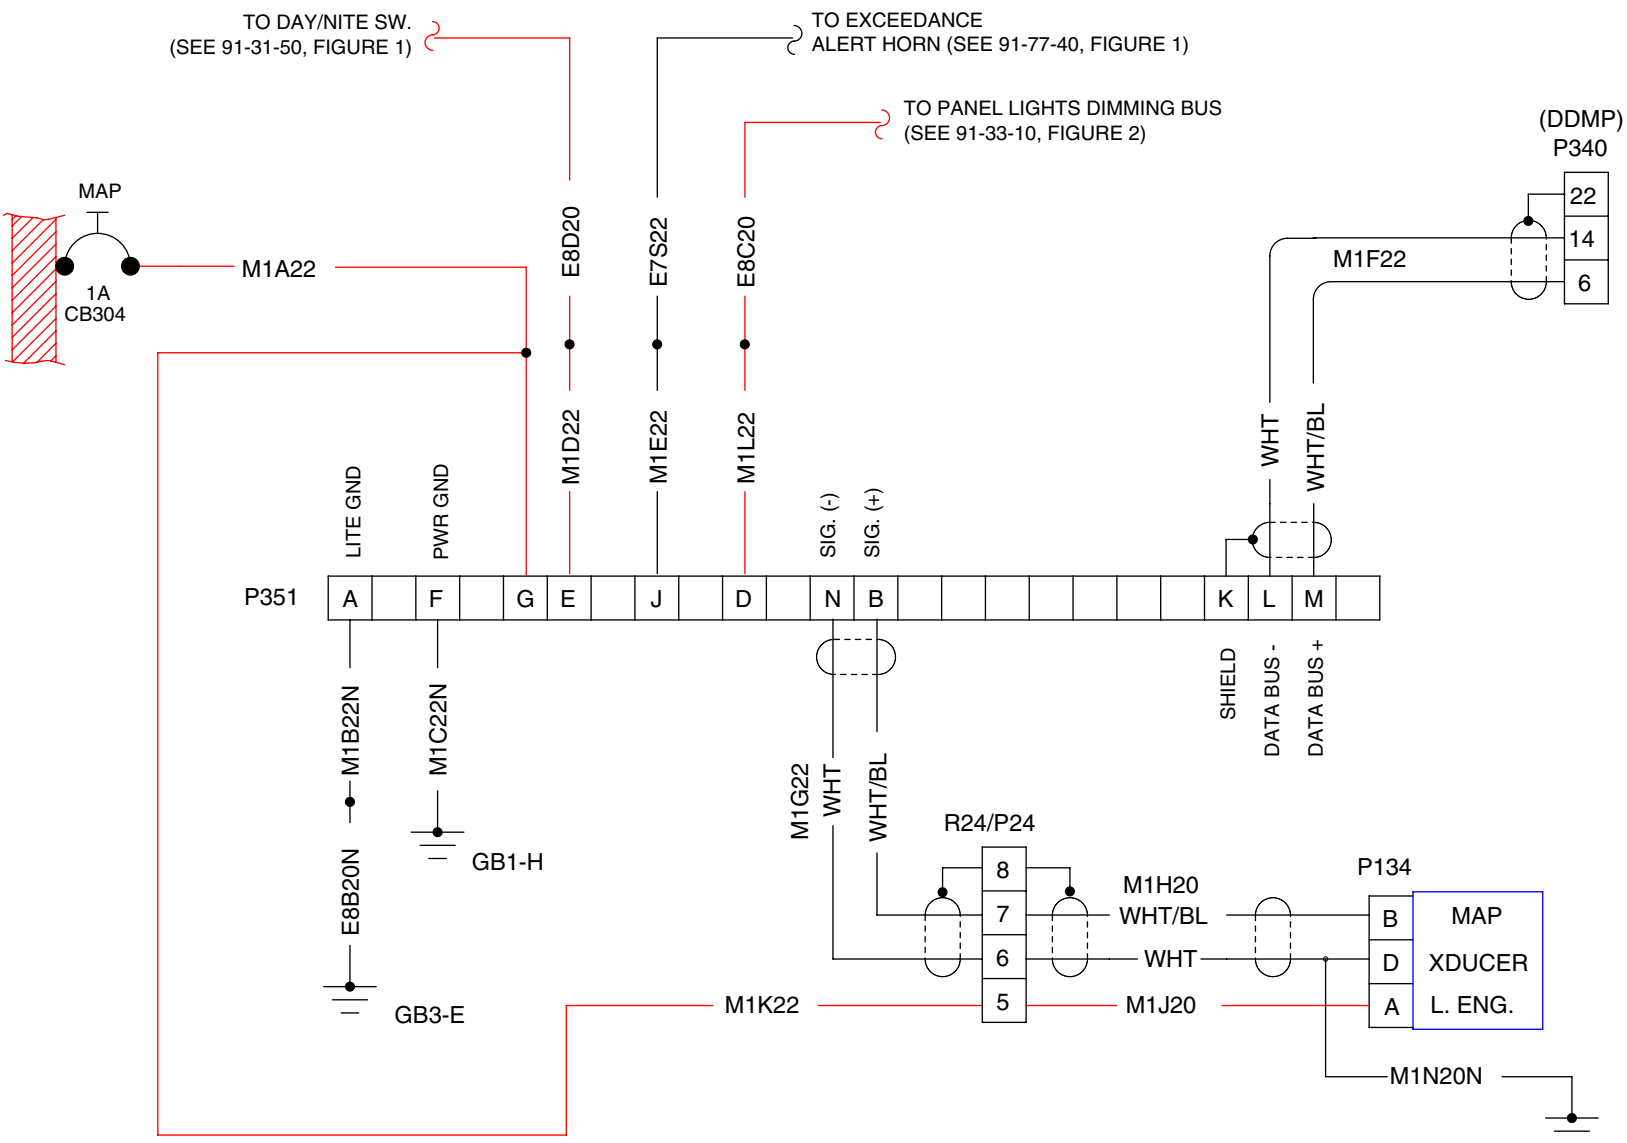 TO DAY/NITE SW.
(SEE 91-31-50, FIGURE 1)
TO EXCEEDANCE
ALERT HORN (SEE 91-77-40, FIGURE 1)
TO PANEL LIGHTS DIMMING BUS
(SEE 91-33-10, FIGURE 2)
(DDMP)
P340
22
14
6
MAP
1A
CB304
M1A22
E8D20
E7S22
E8C20
M1F22
M1D22
M1E22
M1L22
WHT
WHT/BL
LITE GND
PWR GND
SIG. (-)
SIG. (+)
P351
A
F
G
E
J
D
N
B
K
L
M
SHIELD
DATA BUS -
DATA BUS +
M1B22N
M1C22N
M1G22
WHT
WHT/BL
GB1-H
E8B20N
GB3-E
R24/P24
8
7
6
5
M1H20
WHT/BL
WHT
M1K22
M1J20
P134
B
D
A
MAP
XDUCER
L. ENG.
M1N20N